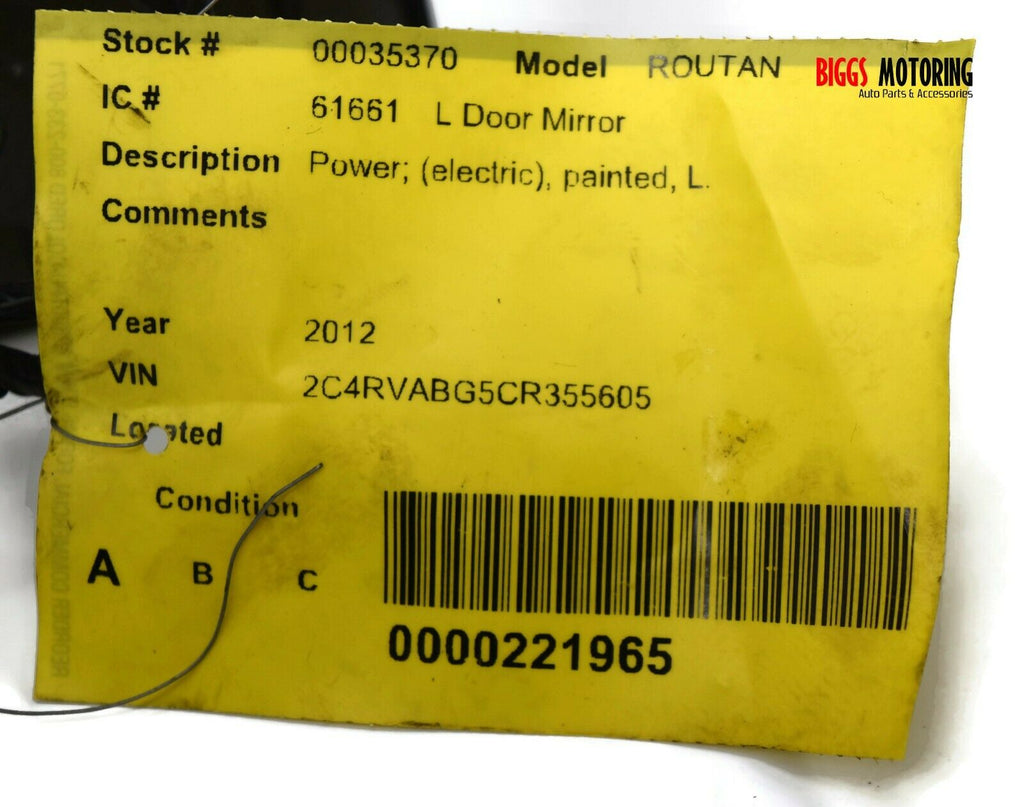 Stock # 00035370 Model ROUTAN
BIGGS MOTORING
Auto Parts & Accessories
IC # 61661 L Door Mirror
Description Power; (electric), painted, L.
Comments
Year 2012
VIN 2C4RVABG5CR355605
Located
Condition
A B C
0000221965